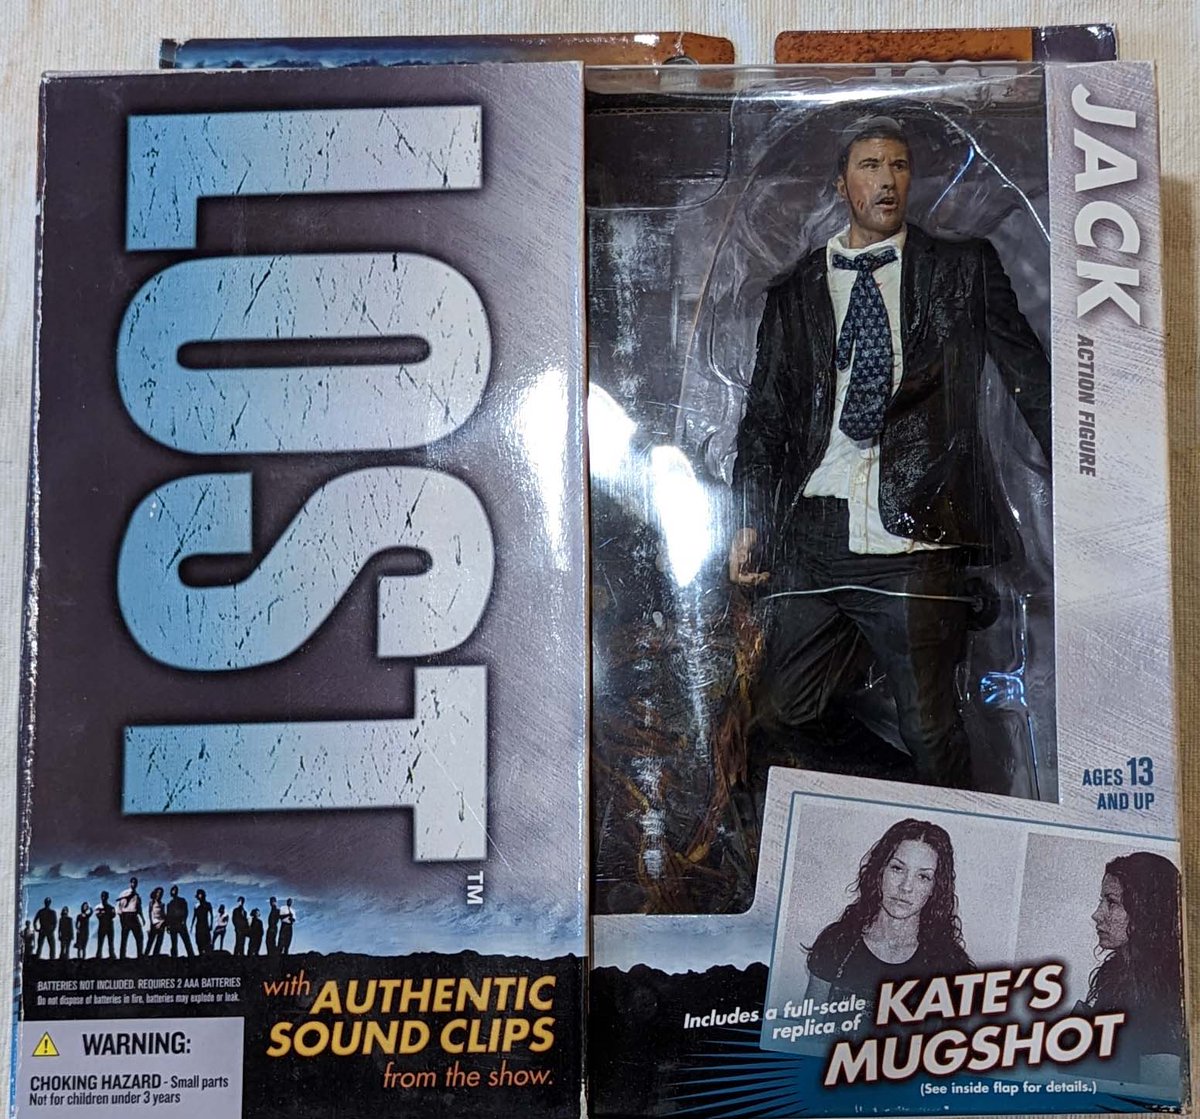 LOST™
BATTERIES NOT INCLUDED. REQUIRES 2 AAA BATTERIES
Do not dispose of batteries in fire, batteries may explode or leak.
WARNING:
CHOKING HAZARD - Small parts
Not for children under 3 years
with AUTHENTIC
SOUND CLIPS
from the show.
JACK
ACTION FIGURE
AGES 13
AND UP
Includes a full-scale
replica of
KATE'S
MUGSHOT
(See inside flap for details.)